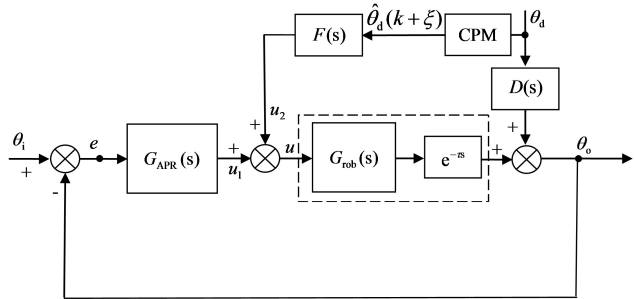 F(s)
θ̂d(k + ξ)
CPM
θd
D(s)
u2
+
+
θi
+
-
e
GAPR(s)
+
u1
u
Grob(s)
e^-τs
+
θo